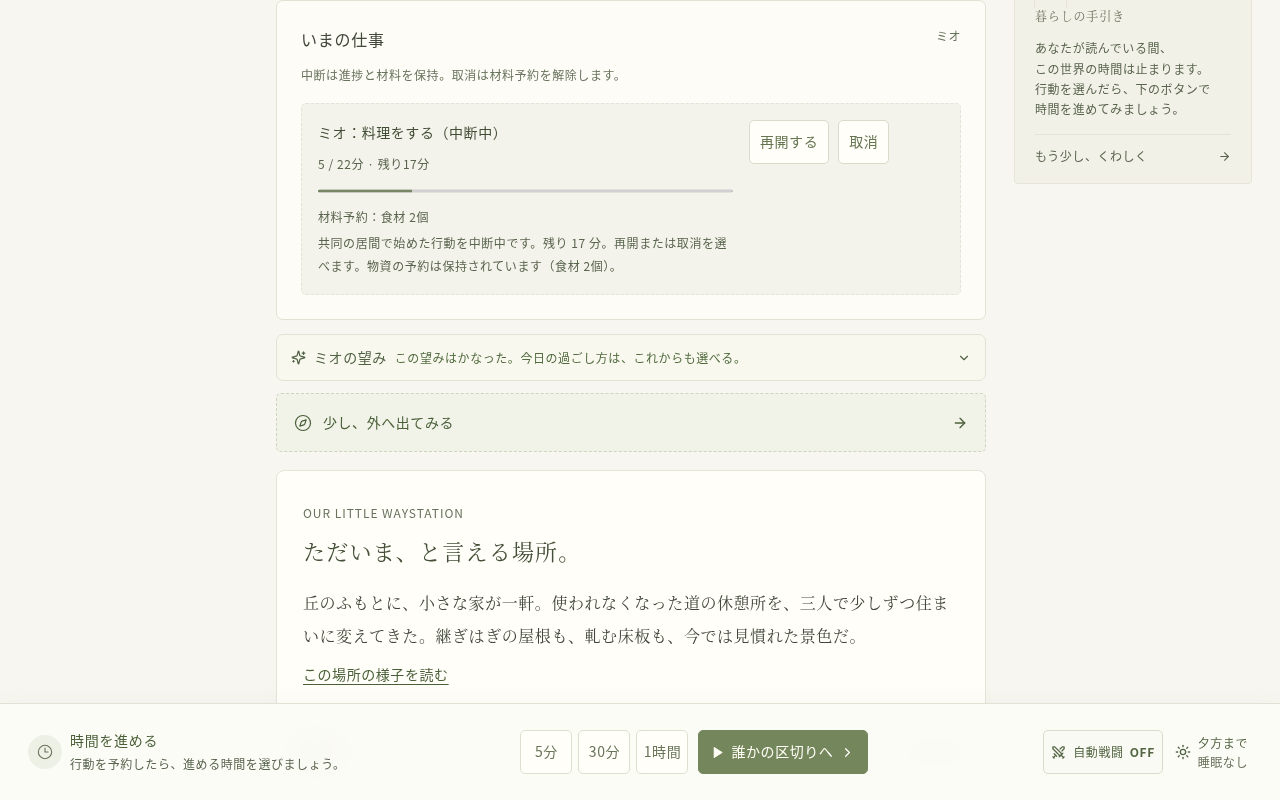 いまの仕事
ミオ
中断は進捗と材料を保持。取消は材料予約を解除します。
ミオ：料理をする（中断中）
5 / 22分 · 残り17分
再開する
取消
材料予約：食材 2個
共同の居間で始めた行動を中断中です。残り 17 分。再開または取消を選
べます。物資の予約は保持されています（食材 2個）。
ミオの望み この望みはかなった。今日の過ごし方は、これからも選べる。
少し、外へ出てみる
OUR LITTLE WAYSTATION
ただいま、と言える場所。
丘のふもとに、小さな家が一軒。使われなくなった道の休憩所を、三人で少しずつ住ま
いに変えてきた。継ぎはぎの屋根も、軋む床板も、今では見慣れた景色だ。
この場所の様子を読む
暮らしの手引き
あなたが読んでいる間、
この世界の時間は止まります。
行動を選んだら、下のボタンで
時間を進めてみましょう。
もう少し、くわしく
時間を進める
行動を予約したら、進める時間を選びましょう。
5分
30分
1時間
誰かの区切りへ
自動戦闘 OFF
夕方まで
睡眠なし